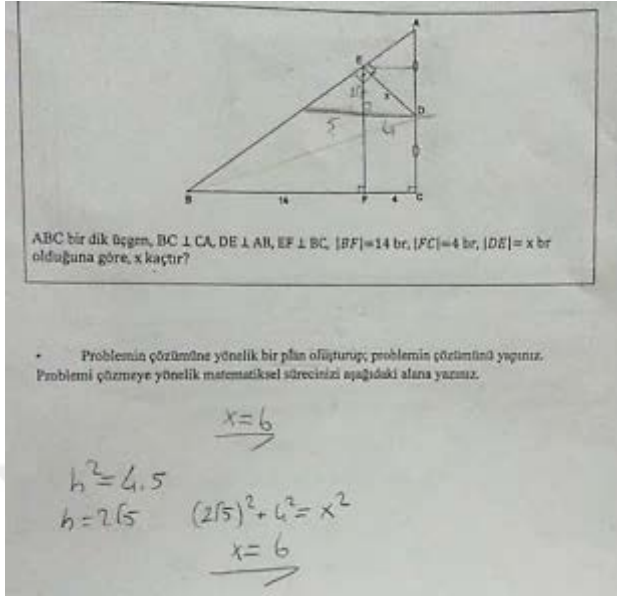 A
E
2√5
x
D
5
4
B
14
F
4
C
ABC bir dik üçgen, BC ⊥ CA, DE ⊥ AB, EF ⊥ BC, |BF|=14 br, |FC|=4 br, |DE|= x br
olduğuna göre, x kaçtır?
• Problemin çözümüne yönelik bir plan oluşturup; problemin çözümünü yapınız.
Problemi çözmeye yönelik matematiksel sürecinizi aşağıdaki alana yazınız.
x=6
h²=4.5
h=2√5 (2√5)²+4²=x²
x=6